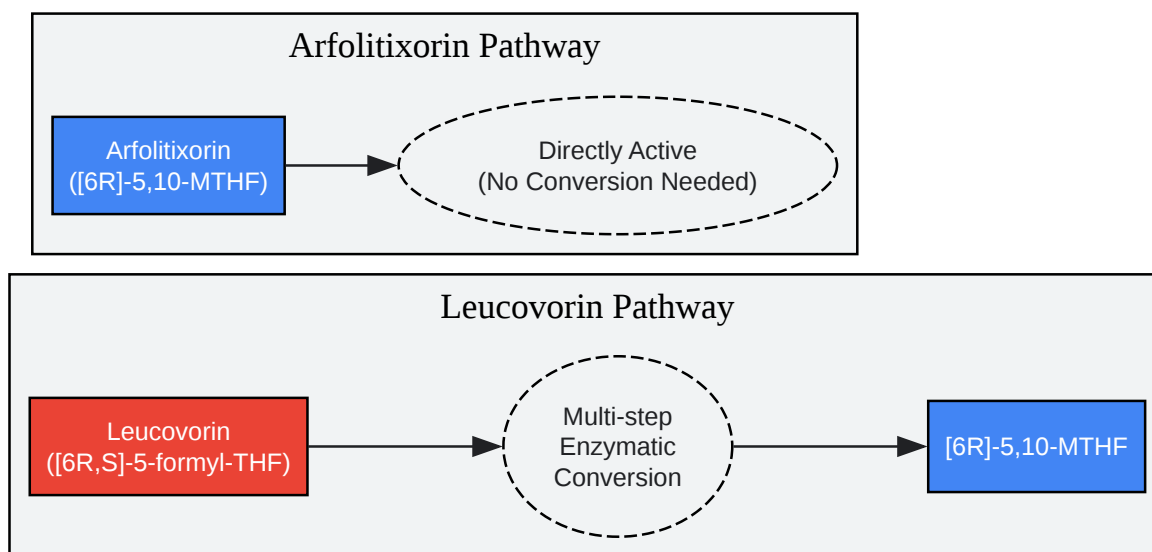 Arfolitixorin Pathway
Arfolitixorin
([6R]-5,10-MTHF)
Directly Active
(No Conversion Needed)
Leucovorin Pathway
Leucovorin
([6R,S]-5-formyl-THF)
Multi-step
Enzymatic
Conversion
[6R]-5,10-MTHF